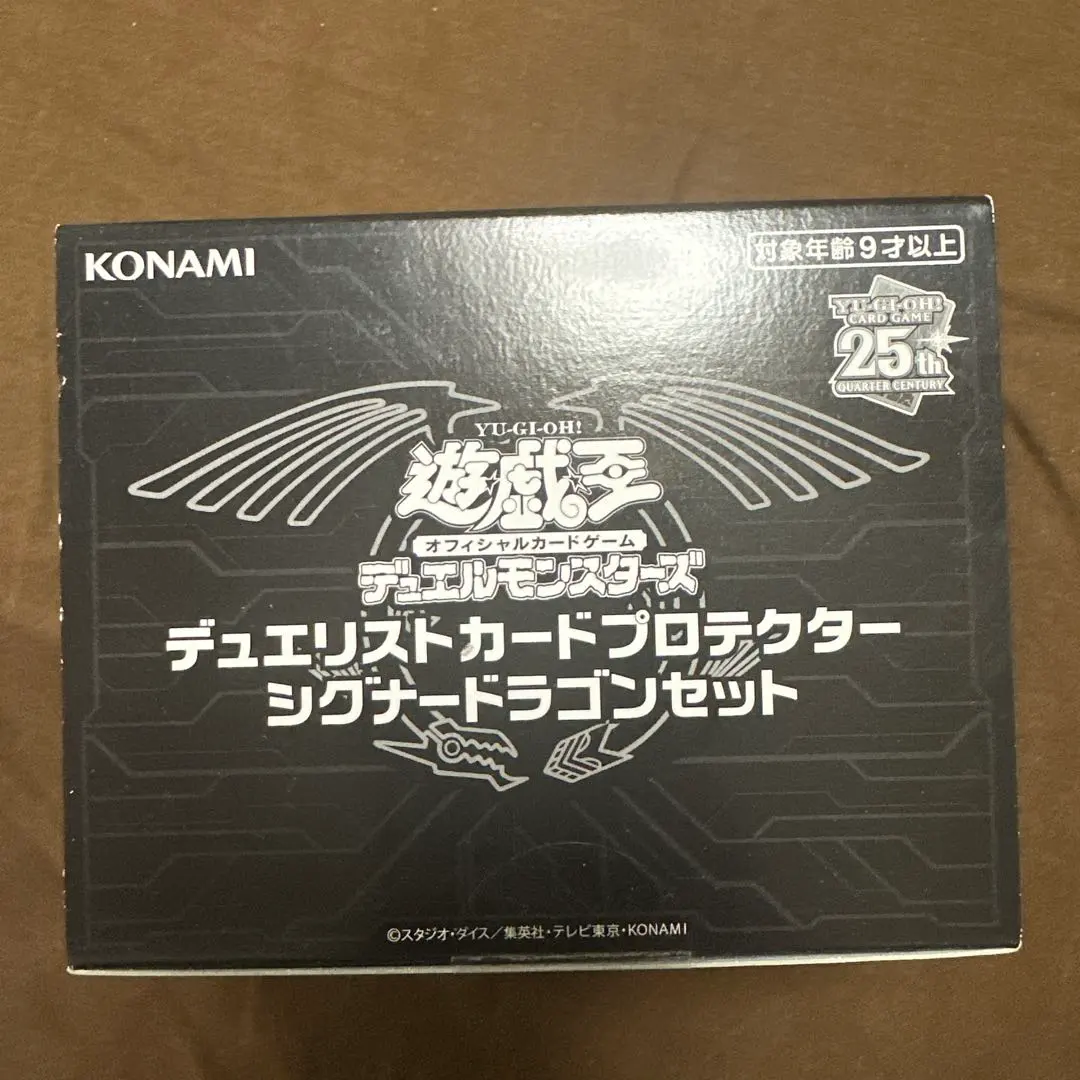 KONAMI
対象年齢9才以上
YU-GI-OH!
CARD GAME
25th
QUARTER CENTURY
YU-GI-OH!
遊☆戯☆王
オフィシャルカードゲーム
デュエルモンスターズ
デュエリストカードプロテクター
シグナードラゴンセット
©スタジオ・ダイス／集英社・テレビ東京・KONAMI